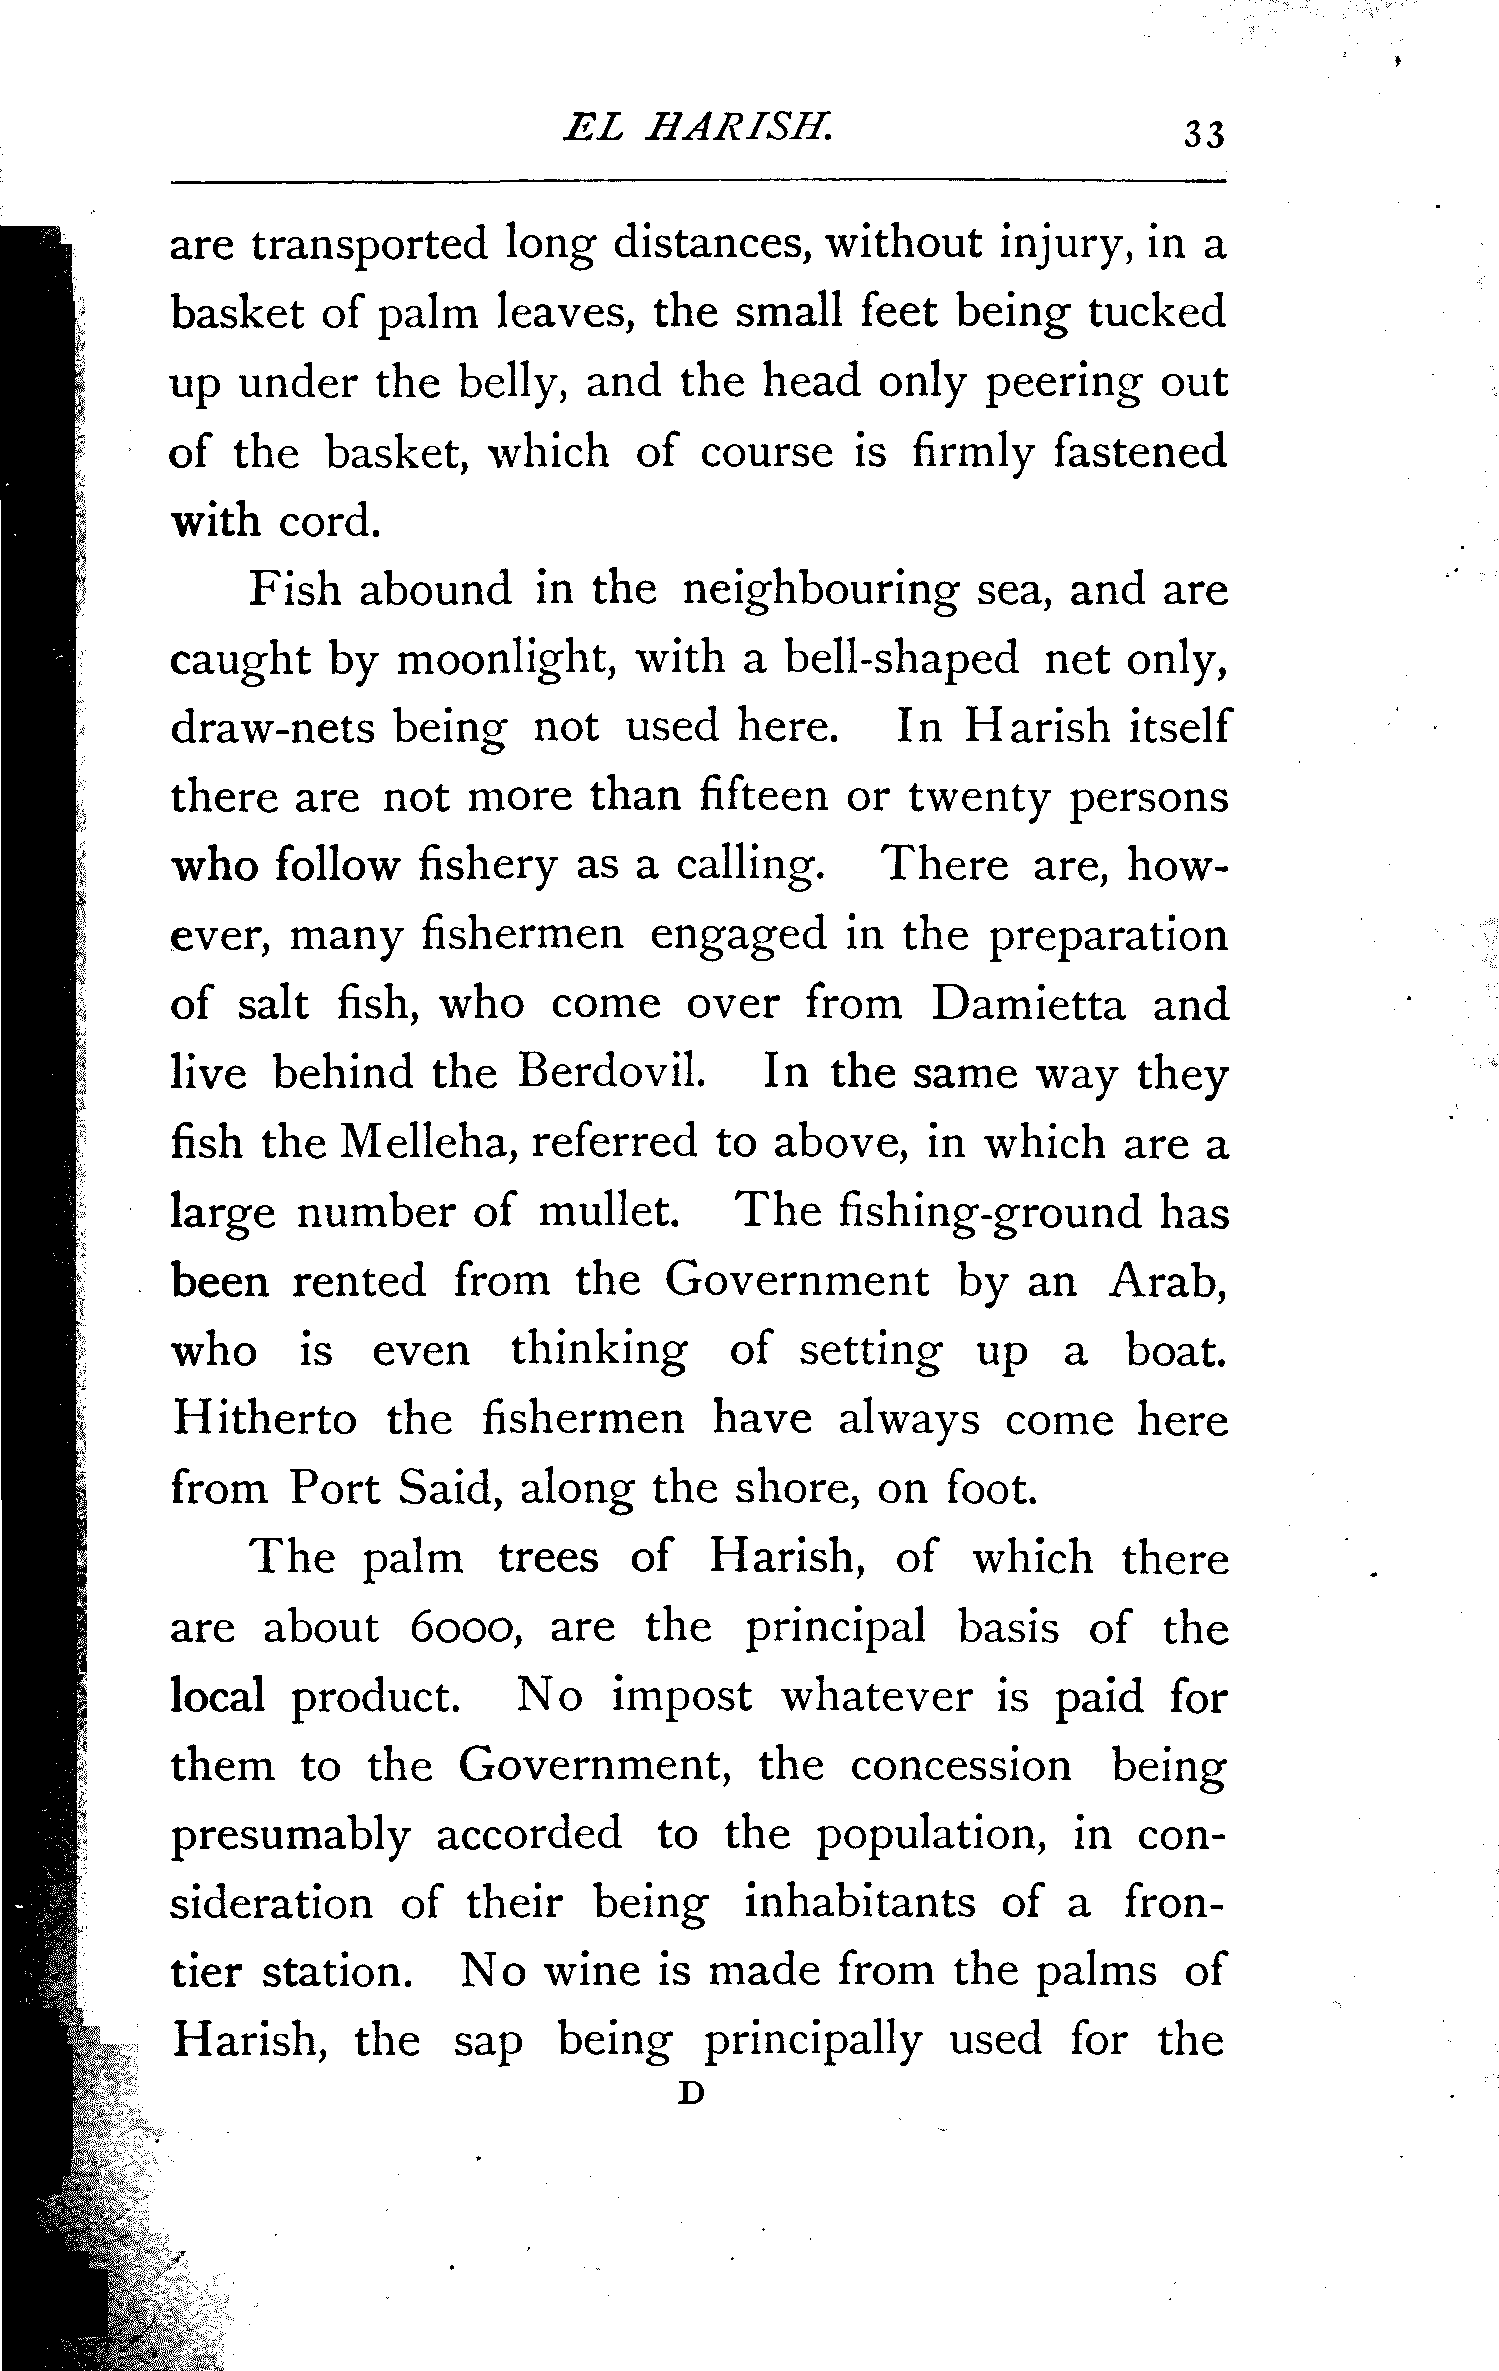 EL HARISH. 33
are transported long distances, without injury, in a
basket of palm leaves, the small feet being tucked
up under the belly, and the head only peering out
of the basket, which of course is firmly fastened
with cord.
Fish abound in the neighbouring sea, and are
caught by moonlight, with a bell-shaped net only,
draw-nets being not used here. In Harish itself
there are not more than fifteen or twenty persons
who follow fishery as a calling. There are, how-
ever, many fishermen engaged in the preparation
of salt fish, who come over from Damietta and
live behind the Berdovil. In the same way they
fish the Melleha, referred to above, in which are a
large number of mullet. The fishing-ground has
been rented from the Government by an Arab,
who is even thinking of setting up a boat.
Hitherto the fishermen have always come here
from Port Said, along the shore, on foot.
The palm trees of Harish, of which there
are about 6000, are the principal basis of the
local product. No impost whatever is paid for
them to the Government, the concession being
presumably accorded to the population, in con-
sideration of their being inhabitants of a fron-
tier station. No wine is made from the palms of
Harish, the sap being principally used for the
D